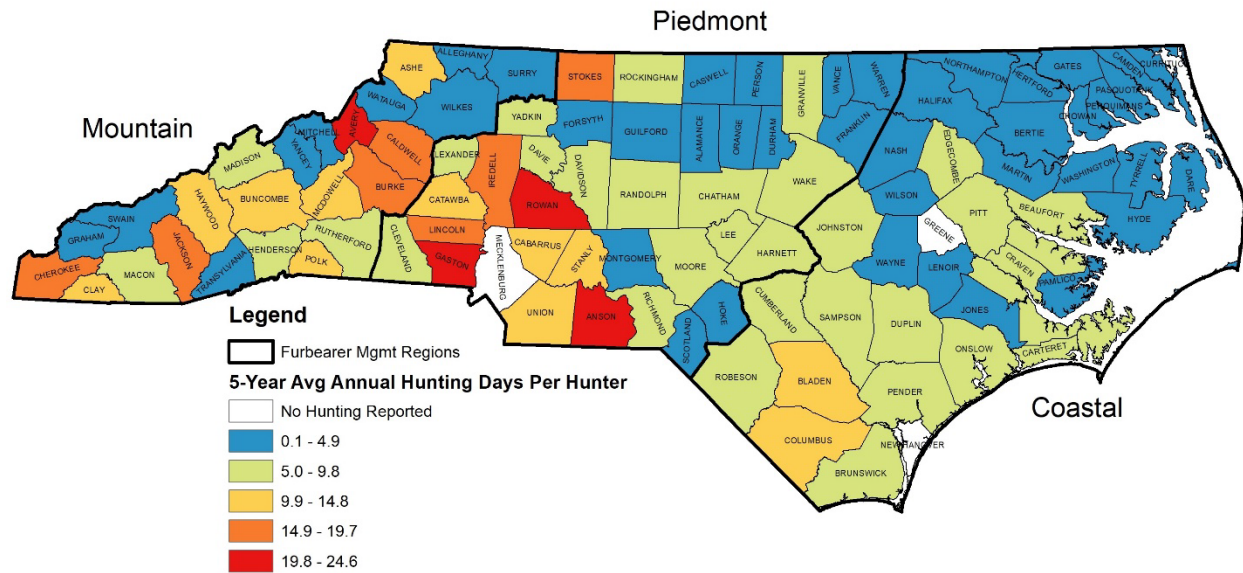 Piedmont
Mountain
Coastal
ASHE
ALLEGHANY
SURRY
STOKES
ROCKINGHAM
CASWELL
PERSON
GRANVILLE
VANCE
WARREN
NORTHAMPTON
HERTFORD
GATES
CAMDEN
CURRITUC
PASQUOTANK
PERQUIMANS
CHOWAN
HALIFAX
WATAUGA
WILKES
YADKIN
FORSYTH
GUILFORD
ALAMANCE
ORANGE
DURHAM
FRANKLIN
NASH
EDGECOMBE
BERTIE
MARTIN
WASHINGTON
TYRRELL
DARE
MITCHELL
AVERY
YANCEY
CALDWELL
ALEXANDER
IREDELL
DAVIE
DAVIDSON
RANDOLPH
CHATHAM
WAKE
WILSON
PITT
BEAUFORT
HYDE
MADISON
HAYWOOD
BUNCOMBE
MCDOWELL
BURKE
CATAWBA
ROWAN
LEE
JOHNSTON
GREENE
SWAIN
GRAHAM
JACKSON
RUTHERFORD
CLEVELAND
LINCOLN
CABARRUS
STANLY
MONTGOMERY
MOORE
HARNETT
WAYNE
LENOIR
CRAVEN
PAMLICO
CHEROKEE
CLAY
MACON
TRANSYLVANIA
HENDERSON
POLK
GASTON
MECKLENBURG
UNION
ANSON
RICHMOND
SCOTLAND
HOKE
CUMBERLAND
SAMPSON
DUPLIN
JONES
ONSLOW
CARTERET
ROBESON
BLADEN
PENDER
COLUMBUS
NEW HANOVER
BRUNSWICK
Legend
Furbearer Mgmt Regions
5-Year Avg Annual Hunting Days Per Hunter
No Hunting Reported
0.1 - 4.9
5.0 - 9.8
9.9 - 14.8
14.9 - 19.7
19.8 - 24.6